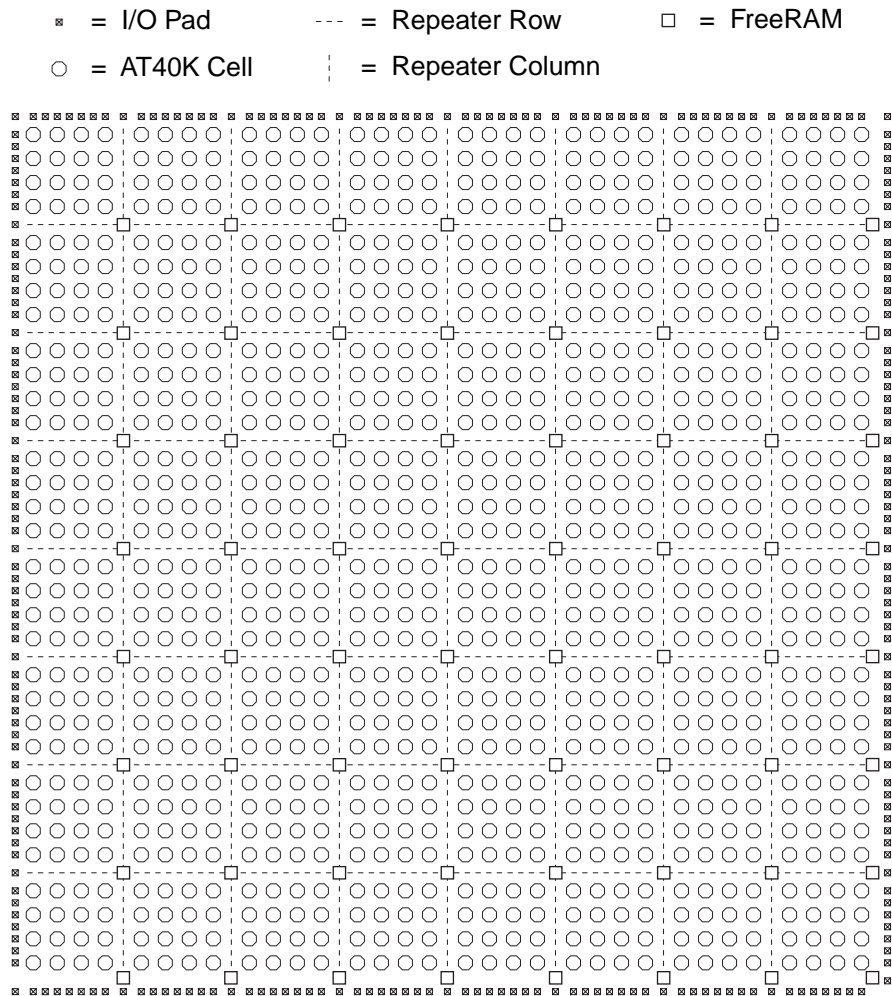 = I/O Pad = Repeater Row = FreeRAM
= AT40K Cell = Repeater Column